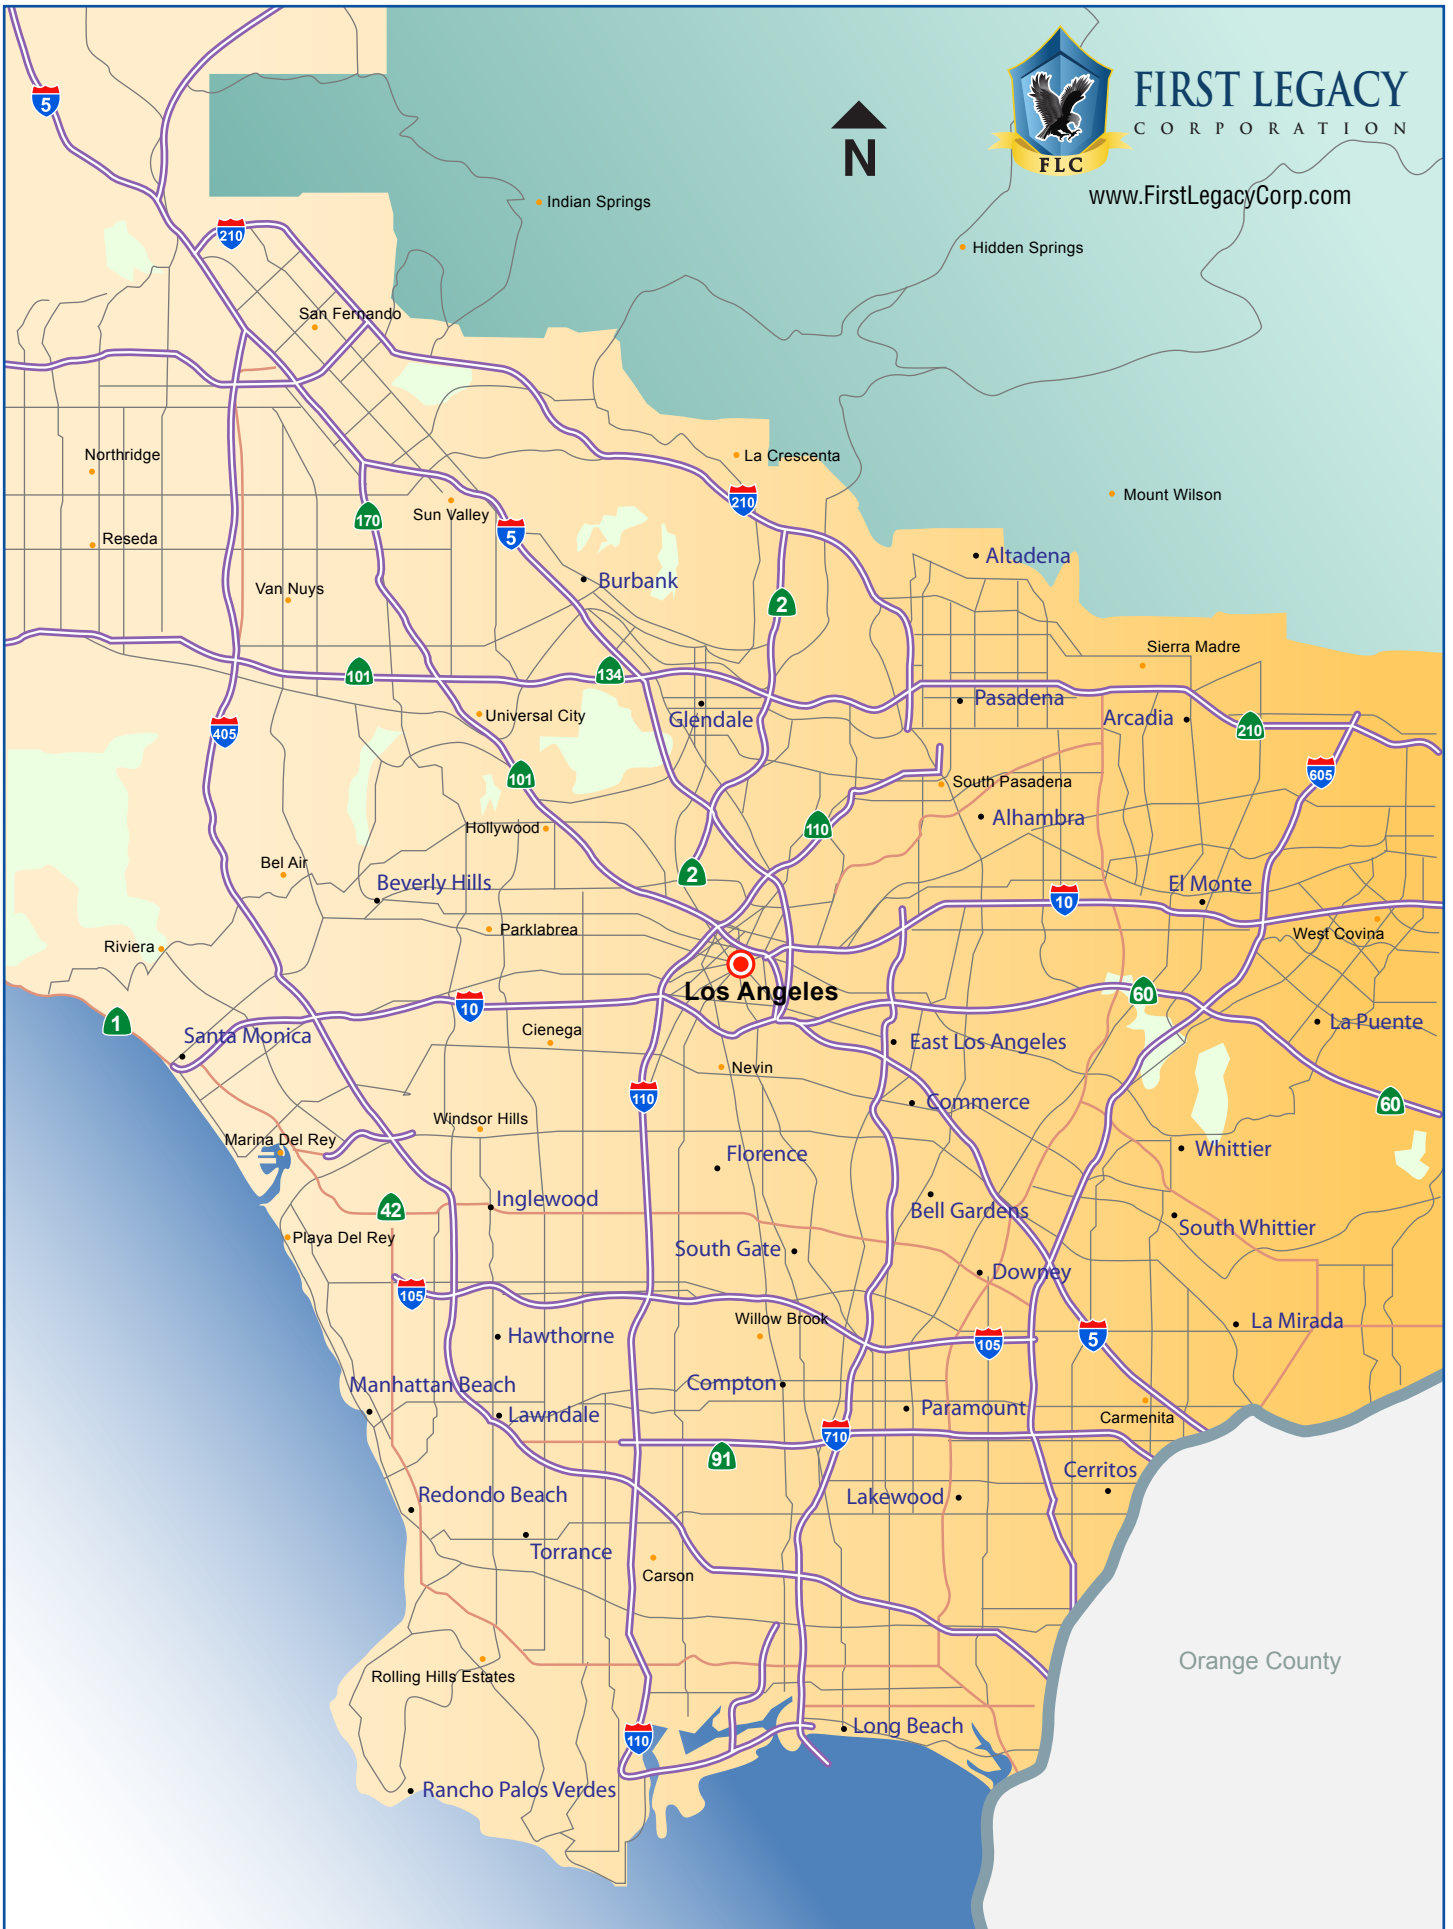 FIRST LEGACY
CORPORATION
FLC
www.FirstLegacyCorp.com
N
5
Indian Springs
210
Hidden Springs
San Fernando
Northridge
La Crescenta
Mount Wilson
210
170
Sun Valley
5
Reseda
Altadena
Van Nuys
Burbank
2
Sierra Madre
101
134
Pasadena
Universal City
Glendale
Arcadia
210
405
101
605
South Pasadena
Hollywood
110
Alhambra
Bel Air
2
Beverly Hills
El Monte
10
Parklabrea
West Covina
Riviera
Los Angeles
60
10
1
Santa Monica
Cienega
La Puente
East Los Angeles
Nevin
110
Commerce
60
Windsor Hills
Marina Del Rey
Florence
Whittier
42
Inglewood
Bell Gardens
South Whittier
Playa Del Rey
South Gate
Downey
105
Willow Brook
La Mirada
Hawthorne
105
5
Manhattan Beach
Compton
Lawndale
Paramount
Carmenita
710
91
Cerritos
Redondo Beach
Lakewood
Torrance
Carson
Orange County
Rolling Hills Estates
110
Long Beach
Rancho Palos Verdes